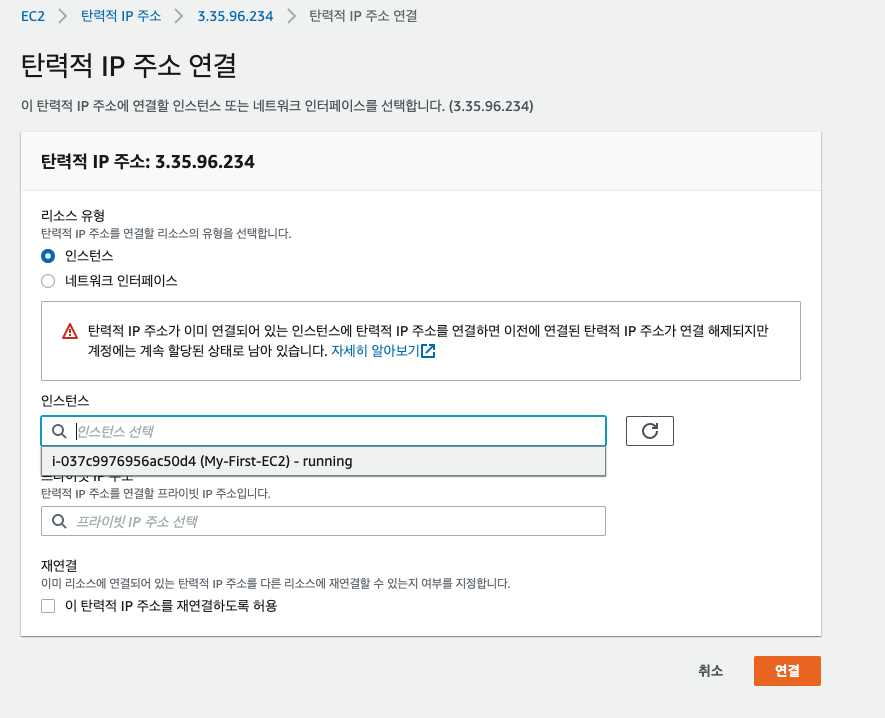 EC2 > 탄력적 IP 주소 > 3.35.96.234 > 탄력적 IP 주소 연결
탄력적 IP 주소 연결
이 탄력적 IP 주소에 연결할 인스턴스 또는 네트워크 인터페이스를 선택합니다. (3.35.96.234)
탄력적 IP 주소: 3.35.96.234
리소스 유형
탄력적 IP 주소를 연결할 리소스의 유형을 선택합니다.
인스턴스
네트워크 인터페이스
탄력적 IP 주소가 이미 연결되어 있는 인스턴스에 탄력적 IP 주소를 연결하면 이전에 연결된 탄력적 IP 주소가 연결 해제되지만
계정에는 계속 할당된 상태로 남아 있습니다. 자세히 알아보기
인스턴스
인스턴스 선택
i-037c9976956ac50d4 (My-First-EC2) - running
프라이빗 IP 주소
탄력적 IP 주소를 연결할 프라이빗 IP 주소입니다.
프라이빗 IP 주소 선택
재연결
이미 리소스에 연결되어 있는 탄력적 IP 주소를 다른 리소스에 재연결할 수 있는지 여부를 지정합니다.
이 탄력적 IP 주소를 재연결하도록 허용
취소
연결